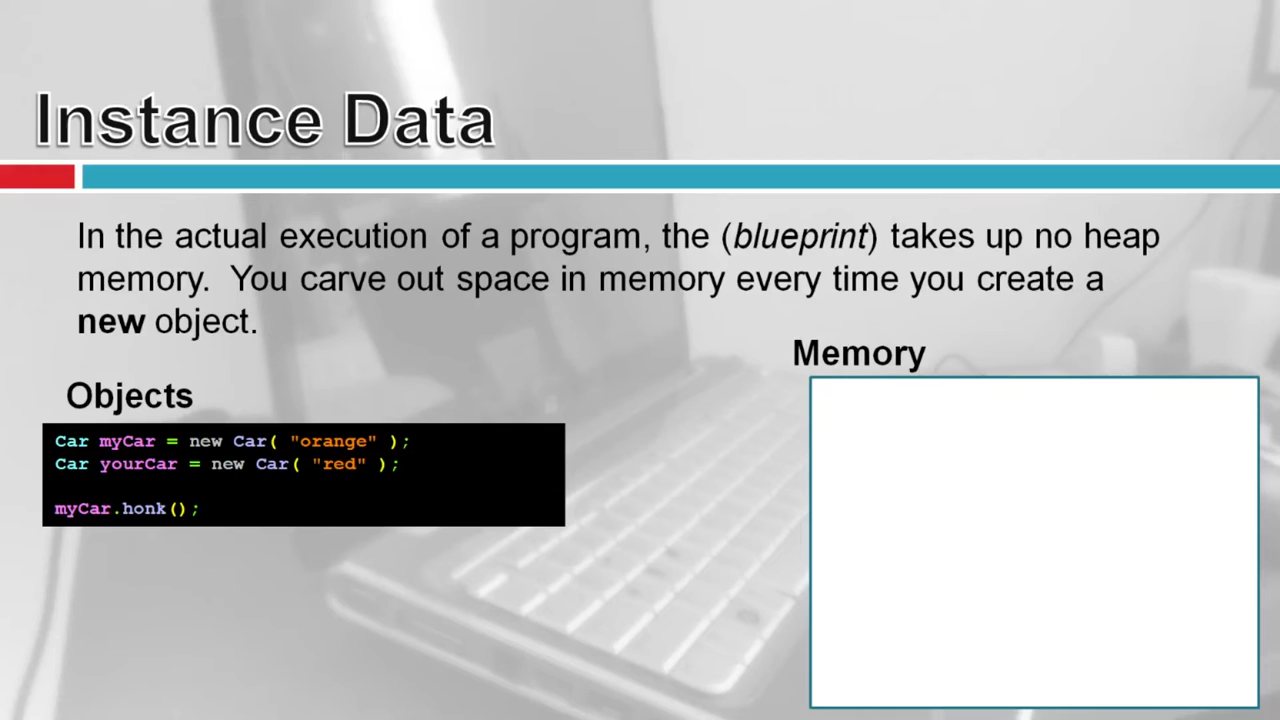 Instance Data
In the actual execution of a program, the (blueprint) takes up no heap
memory.  You carve out space in memory every time you create a
new object.
Memory
Objects
Car myCar = new Car( "orange" );
Car yourCar = new Car( "red" );
myCar.honk();